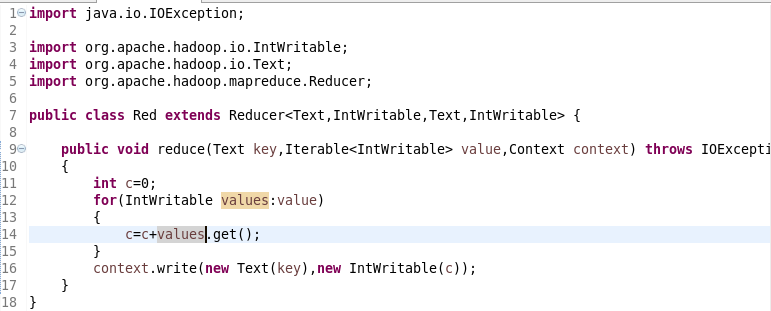 1 import java.io.IOException;
2
3 import org.apache.hadoop.io.IntWritable;
4 import org.apache.hadoop.io.Text;
5 import org.apache.hadoop.mapreduce.Reducer;
6
7 public class Red extends Reducer<Text,IntWritable,Text,IntWritable> {
8
9 public void reduce(Text key,Iterable<IntWritable> value,Context context) throws IOExcepti
10 {
11 int c=0;
12 for(IntWritable values:value)
13 {
14 c=c+values.get();
15 }
16 context.write(new Text(key),new IntWritable(c));
17 }
18 }